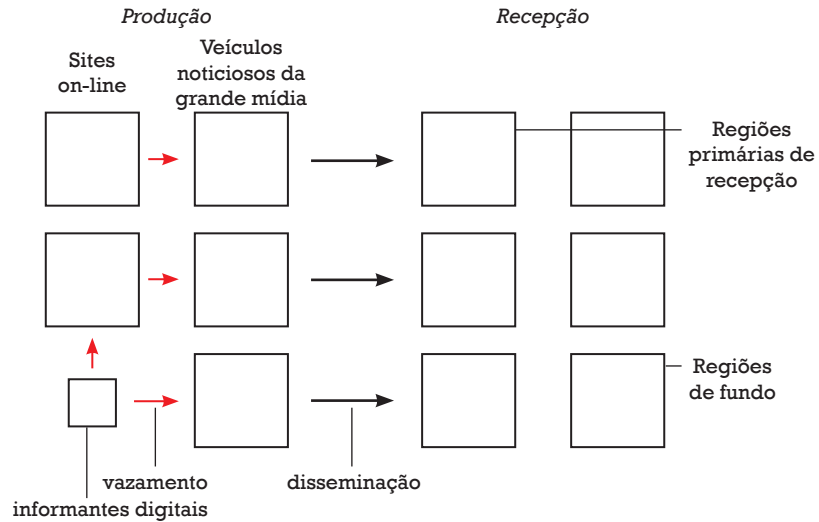 Produção
Recepção
Sites
on-line
Veículos
noticiosos da
grande mídia
Regiões
primárias de
recepção
Regiões
de fundo
vazamento
disseminação
informantes digitais